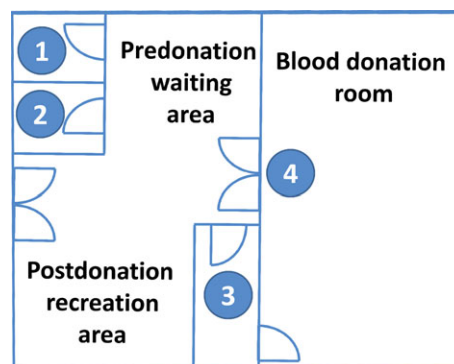 1
2
Predonation
waiting
area
Blood donation
room
4
3
Postdonation
recreation
area